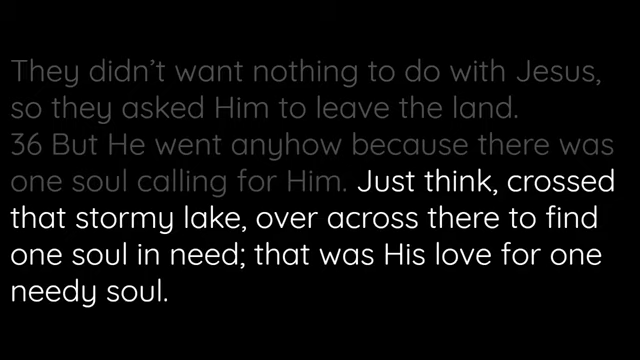 They didn’t want nothing to do with Jesus,
so they asked Him to leave the land.
36 But He went anyhow because there was
one soul calling for Him. Just think, crossed
that stormy lake, over across there to find
one soul in need; that was His love for one
needy soul.